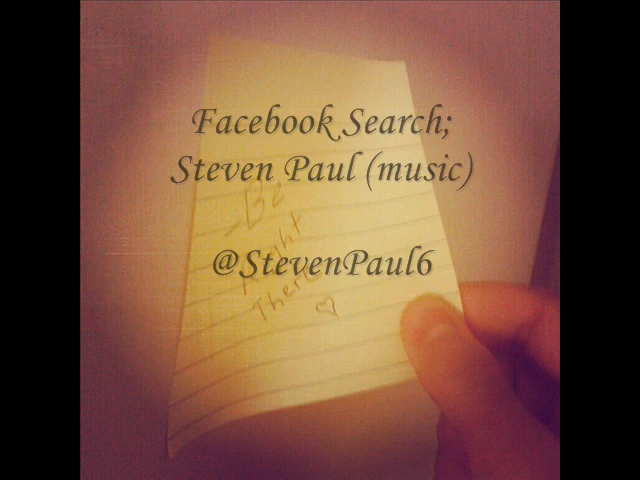 Facebook Search;
Steven Paul (music)
@StevenPaul6
- Be
Right
There
♡